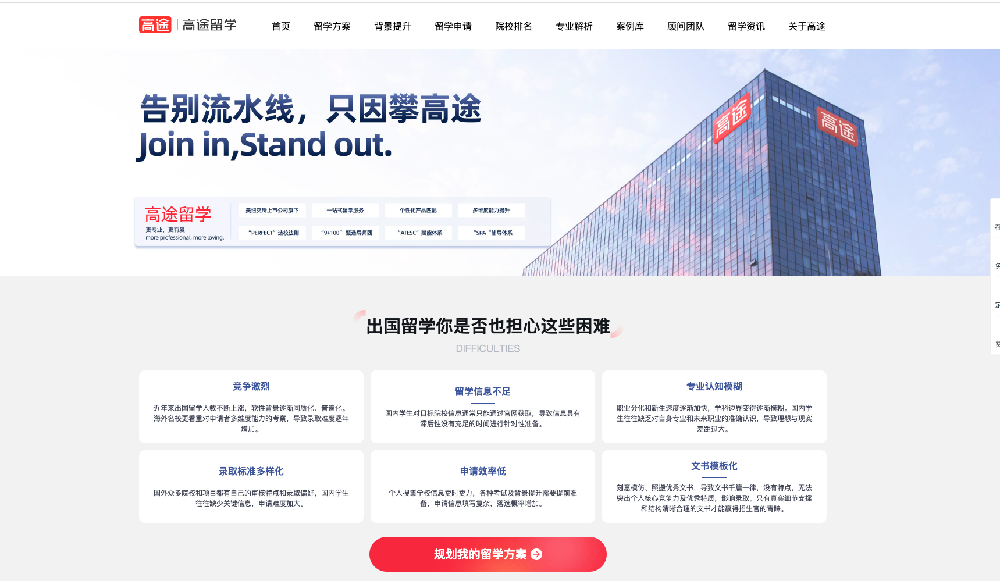 高途 | 高途留学
首页 留学方案 背景提升 留学申请 院校排名 专业解析 案例库 顾问团队 留学资讯 关于高途
告别流水线，只因攀高途
Join in,Stand out.
高途
高途
高途留学
更专业，更有爱
more professional, more loving.
美纽交所上市公司旗下 一站式留学服务 个性化产品匹配 多维度能力提升
“PERFECT”选校法则 “9+100” 甄选导师团 “ATESC”赋能体系 “SPA “辅导体系
在
免
定
费
出国留学你是否也担心这些困难
DIFFICULTIES
竞争激烈
近年来出国留学人数不断上涨，软性背景逐渐同质化、普遍化。
海外名校更看重对申请者多维度能力的考察，导致录取难度逐年
增加。
留学信息不足
国内学生对目标院校信息通常只能通过官网获取，导致信息具有
滞后性没有充足的时间进行针对性准备。
专业认知模糊
职业分化和新生速度逐渐加快，学科边界变得逐渐模糊。国内学
生往往缺乏对自身专业和未来职业的准确认识，导致理想与现实
差距过大。
录取标准多样化
国外众多院校和项目都有自己的审核特点和录取偏好，国内学生
往往缺少关键信息，申请难度加大。
申请效率低
个人搜集学校信息费时费力，各种考试及背景提升需要提前准
备，申请信息填写复杂，落选概率增加。
文书模板化
刻意模仿、照搬优秀文书，导致文书千篇一律，没有特点，无法
突出个人核心竞争力及优秀特质，影响录取。只有真实细节支撑
和结构清晰合理的文书才能赢得招生官的青睐。
规划我的留学方案